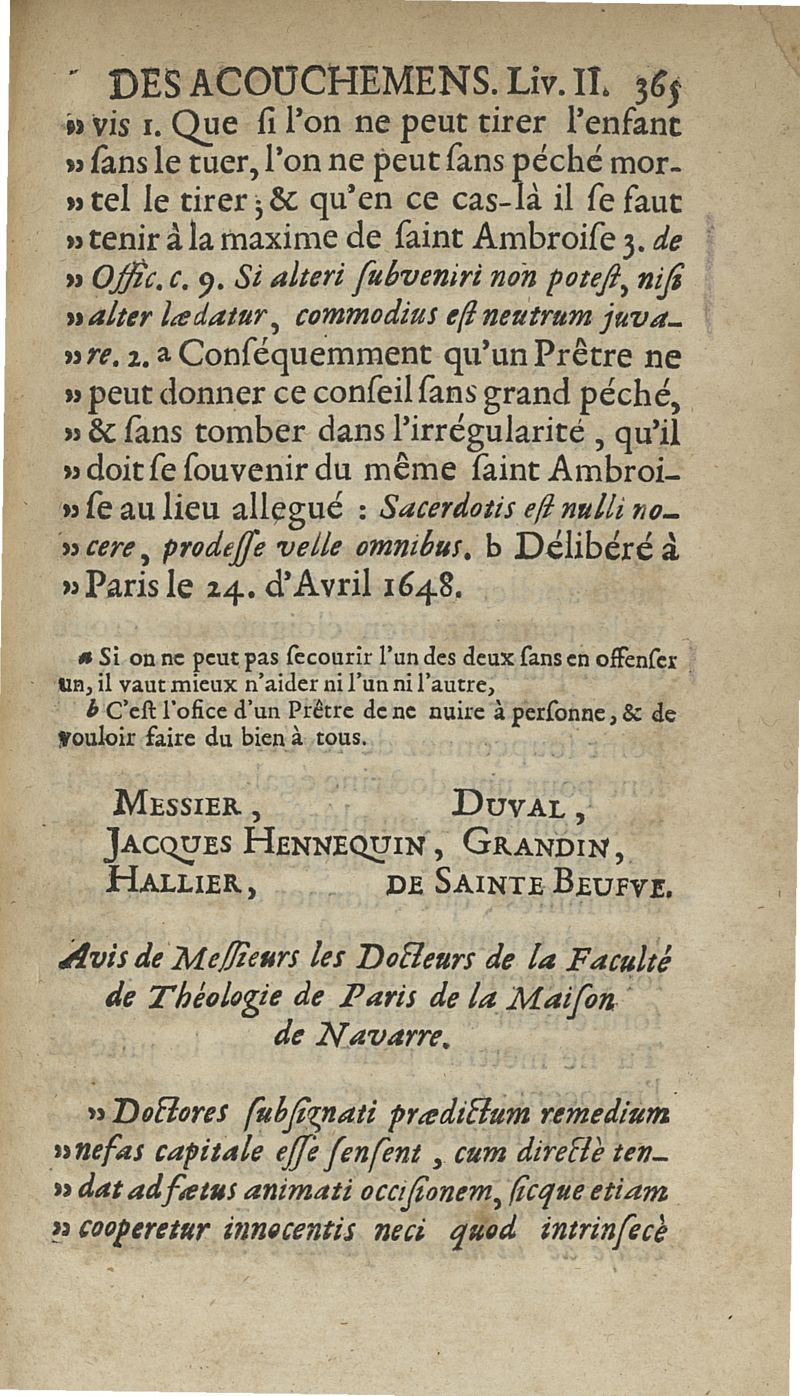 DES ACOUCHEMENS. Liv. II. 365
» vis 1. Que ſi l'on ne peut tirer l'enfant
» ſans le tuer, l'on ne peut ſans péché mor-
» tel le tirer; & qu'en ce cas-là il ſe faut
» tenir à la maxime de ſaint Ambroiſe 3. de
» Offic. c. 9. Si alteri ſubveniri non poteſt, niſi
» alter lædatur, commodius eſt neutrum juva-
» re. 2. a Conſéquemment qu'un Prêtre ne
» peut donner ce conſeil ſans grand péché,
» & ſans tomber dans l'irrégularité, qu'il
» doit ſe ſouvenir du même ſaint Ambroi-
» ſe au lieu allegué : Sacerdotis eſt nulli no-
» cere, prodeſſe velle omnibus. b Délibéré à
» Paris le 24. d'Avril 1648.
a Si on ne peut pas ſecourir l'un des deux ſans en offenſer
un, il vaut mieux n'aider ni l'un ni l'autre,
b C'eſt l'ofice d'un Prêtre de ne nuire à perſonne, & de
vouloir faire du bien à tous.
MESSIER, DUVAL,
JACQUES HENNEQUIN, GRANDIN,
HALLIER, DE SAINTE BEUFVE.
Avis de Meſſieurs les Docteurs de la Faculté
de Théologie de Paris de la Maiſon
de Navarre.
» Doctores ſubſignati prædictum remedium
» nefas capitale eſſe ſenſent, cum directè ten-
» dat ad fætus animati occiſionem, ſicque etiam
» cooperetur innocentis neci quod intrinſecè